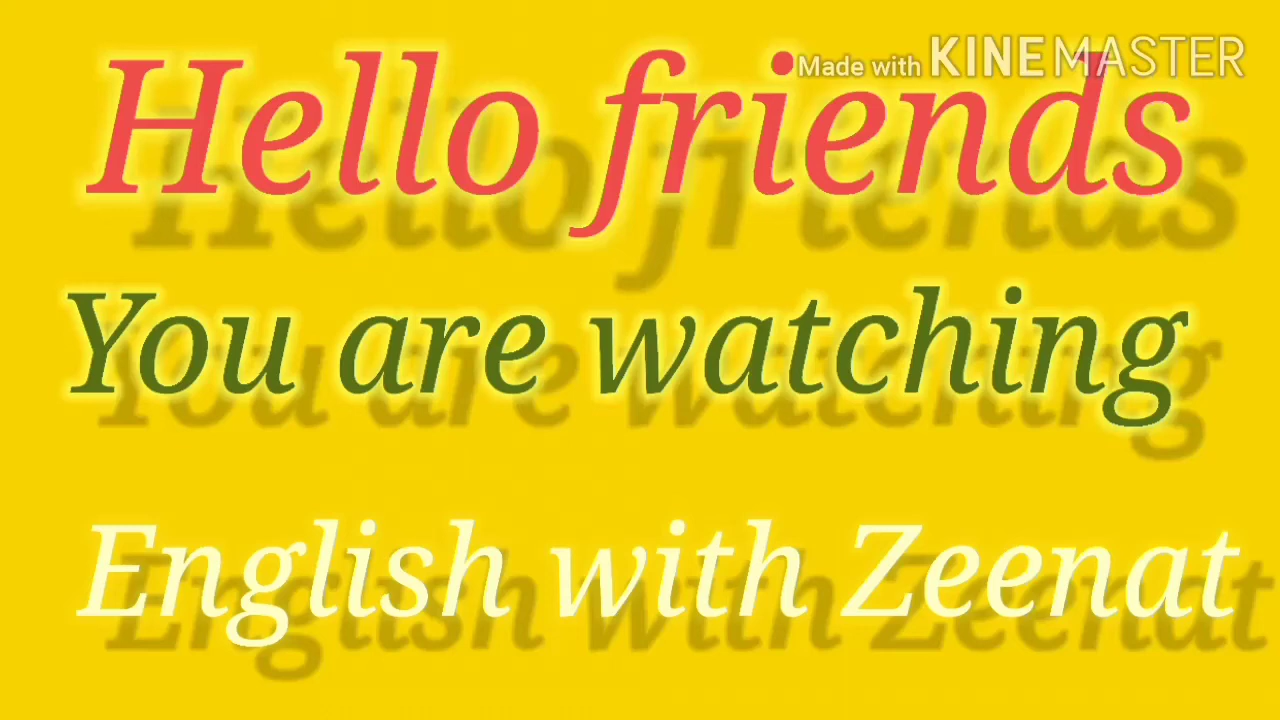 Made with KINEMASTER
Hello friends
You are watching
English with Zeenat